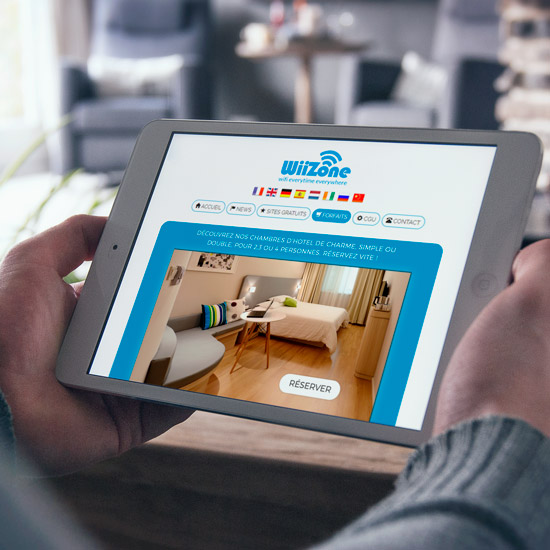 WiiZone
wifi everytime everywhere
ACCUEIL NEWS SITES GRATUITS FORFAITS CGU CONTACT
DÉCOUVREZ NOS CHAMBRES D'HOTEL DE CHARME, SIMPLE OU
DOUBLE, POUR 2,3 OU 4 PERSONNES. RÉSERVEZ VITE !
RÉSERVER